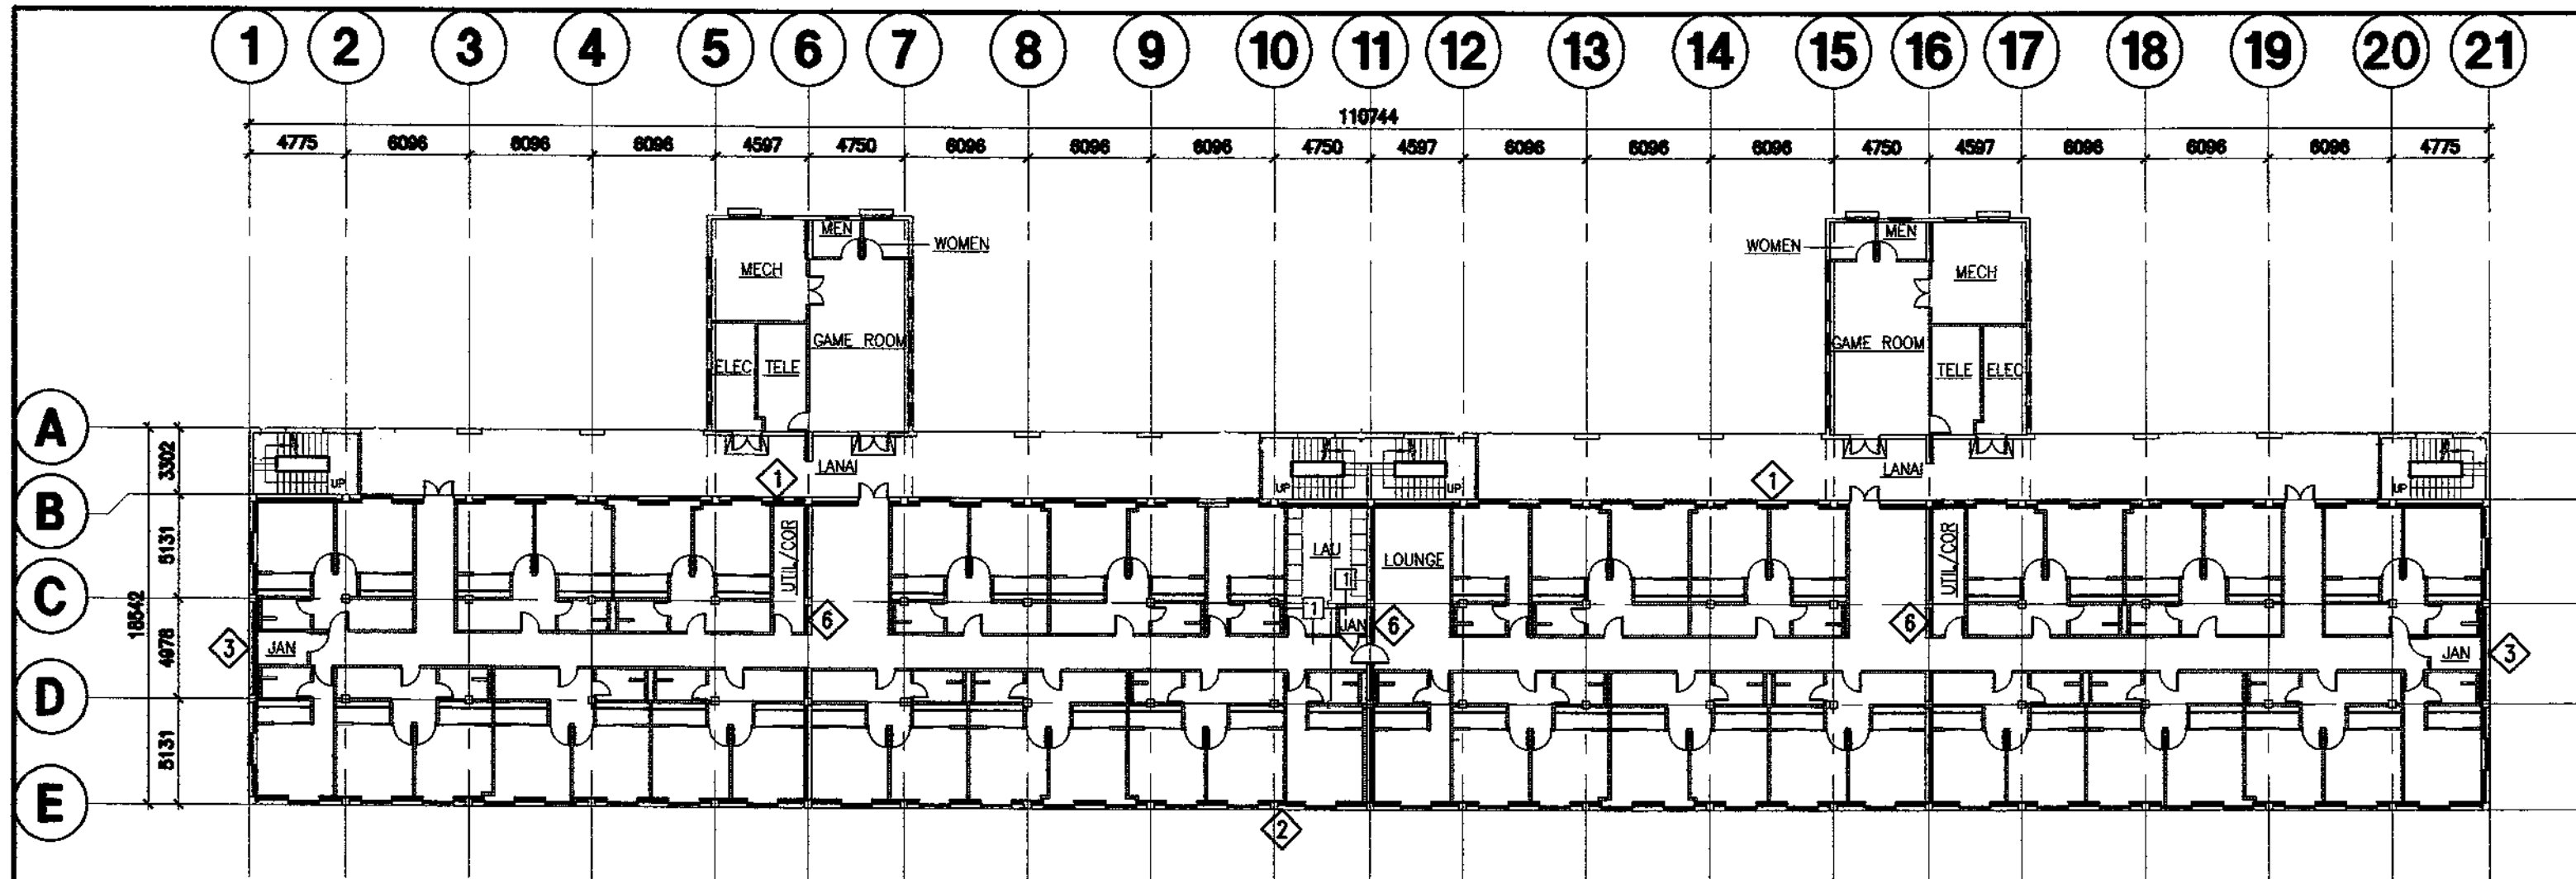 1 2 3 4 5 6 7 8 9 10 11 12 13 14 15 16 17 18 19 20 21
110744
4775 6096 6096 6096 4597 4750 6096 6096 6096 4750 4597 6096 6096 6096 4750 4597 6096 6096 6096 4775
MEN WOMEN WOMEN MEN
MECH MECH
GAME ROOM GAME ROOM
ELEC TELE TELE ELEC
A
3302
LANAI LANAI
UP 1 UP UP 1 UP
B
5131
UTIL/COR LAU LOUNGE UTIL/COR
1
C
18542
1
6 JAN 6 6
4978
3 JAN JAN 3
D
5131
E
2